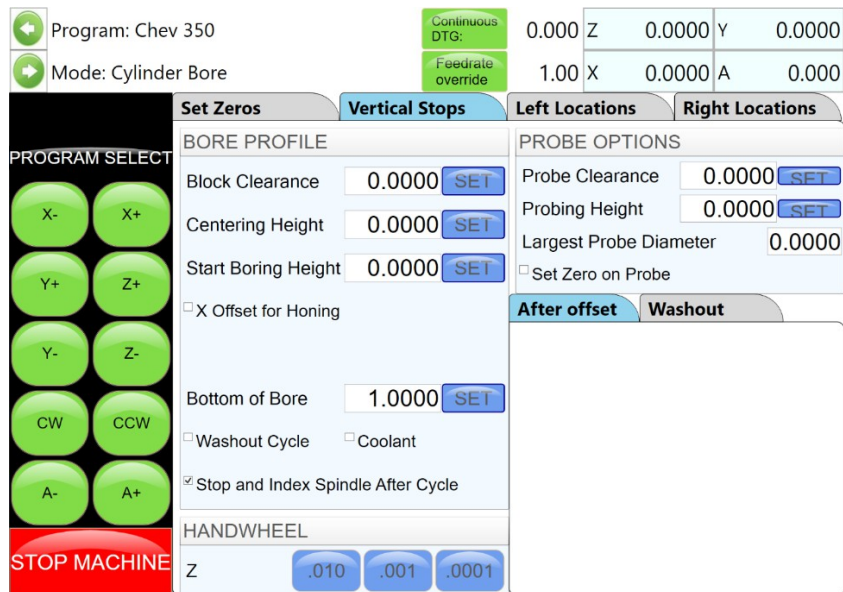 Program: Chev 350
Continuous DTG:
0.000
Z 0.0000
Y 0.0000
Mode: Cylinder Bore
Feedrate override
1.00
X 0.0000
A 0.000
Set Zeros
Vertical Stops
Left Locations
Right Locations
PROGRAM SELECT
X-
X+
Y+
Z+
Y-
Z-
CW
CCW
A-
A+
STOP MACHINE
BORE PROFILE
Block Clearance 0.0000 SET
Centering Height 0.0000 SET
Start Boring Height 0.0000 SET
X Offset for Honing
Bottom of Bore 1.0000 SET
Washout Cycle
Coolant
Stop and Index Spindle After Cycle
HANDWHEEL
Z .010 .001 .0001
PROBE OPTIONS
Probe Clearance 0.0000 SET
Probing Height 0.0000 SET
Largest Probe Diameter 0.0000
Set Zero on Probe
After offset
Washout